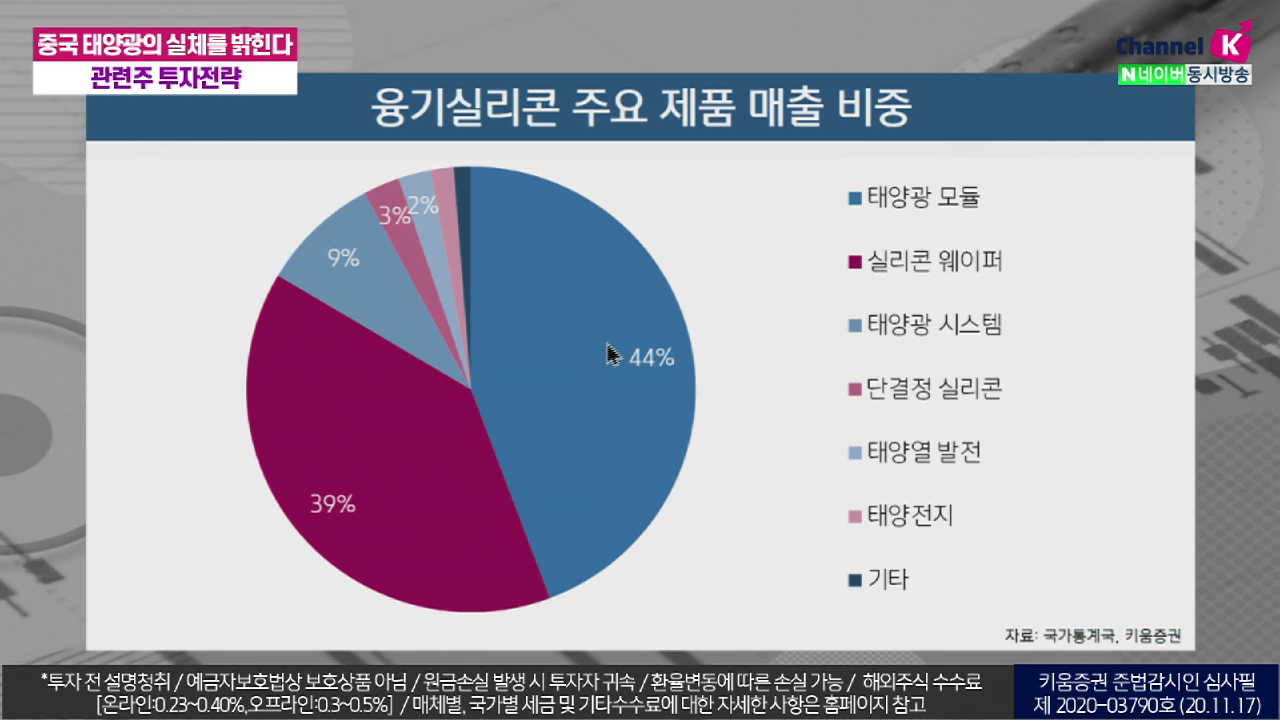 중국 태양광의 실체를 밝힌다
관련주 투자전략
Channel K
N 네이버 동시방송
융기실리콘 주요 제품 매출 비중
3%
2%
9%
44%
39%
태양광 모듈
실리콘 웨이퍼
태양광 시스템
단결정 실리콘
태양열 발전
태양전지
기타
자료: 국가통계국, 키움증권
*투자 전 설명청취 / 예금자보호법상 보호상품 아님 / 원금손실 발생 시 투자자 귀속 / 환율변동에 따른 손실 가능 / 해외주식 수수료
[온라인:0.23~0.40%,오프라인:0.3~0.5%] / 매체별, 국가별 세금 및 기타수수료에 대한 자세한 사항은 홈페이지 참고
키움증권 준법감시인 심사필
제 2020-03790호 (20.11.17)